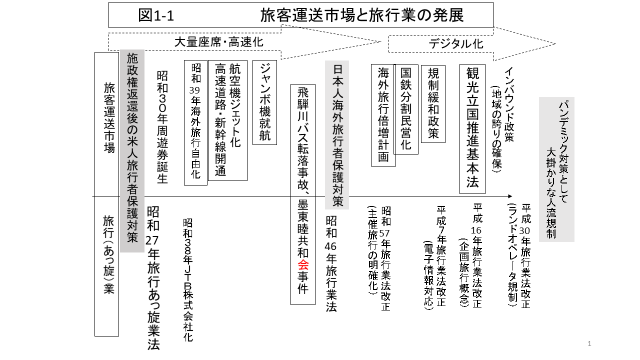 図1-1 旅客運送市場と旅行業の発展
大量座席・高速化
デジタル化
旅客運送市場
旅行(あっ旋)業
施政権返還後の米人旅行者保護対策
昭和30年周遊券誕生
昭和27年旅行あっ旋業法
昭和39年海外旅行自由化
昭和38年JTB株式会社化
航空機ジェット化
高速道路・新幹線開通
ジャンボ機就航
飛騨川バス転落事故、墨東睦共和会事件
日本人海外旅行者保護対策
昭和46年旅行業法
海外旅行倍増計画
昭和57年旅行業法改正
(主催旅行の明確化)
国鉄分割民営化
規制緩和政策
平成7年旅行業法改正
(電子情報対応)
観光立国推進基本法
平成16年旅行業法改正
(企画旅行概念)
インバウンド政策
(地域の誇りの確保)
平成30年旅行業法改正
(ランドオペレータ規制)
パンデミック対策として
大掛かりな人流規制
1